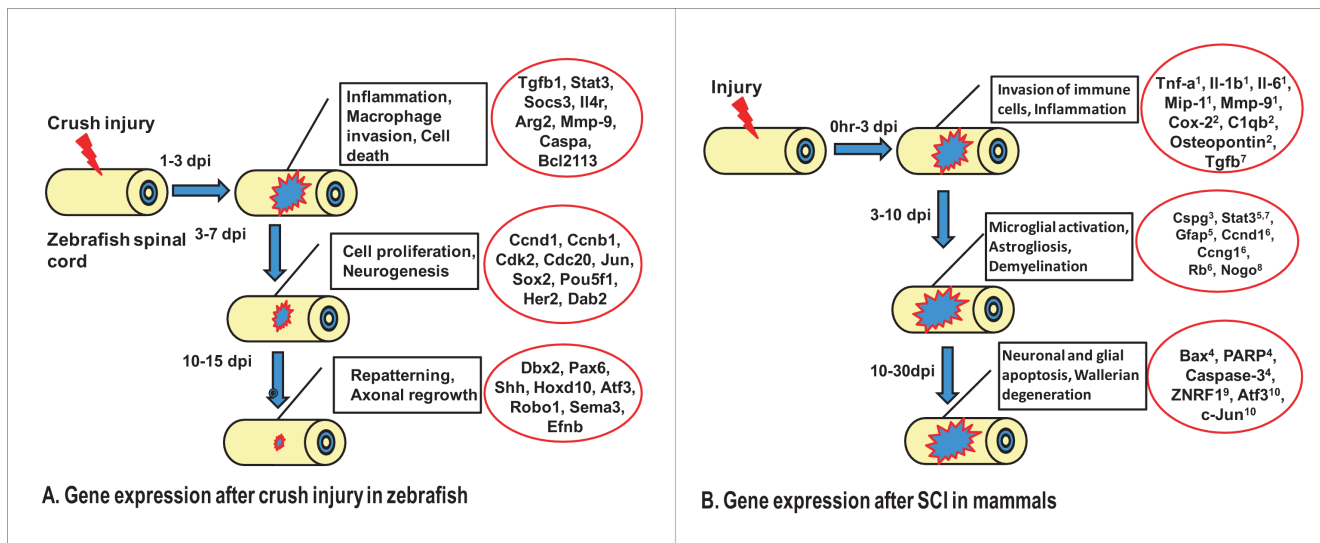 Crush injury
1-3 dpi
Zebrafish spinal
cord
Inflammation,
Macrophage
invasion, Cell
death
Tgfb1, Stat3,
Socs3, Il4r,
Arg2, Mmp-9,
Caspa,
Bcl2113
3-7 dpi
Cell proliferation,
Neurogenesis
Ccnd1, Ccnb1,
Cdk2, Cdc20, Jun,
Sox2, Pou5f1,
Her2, Dab2
10-15 dpi
Repatterning,
Axonal regrowth
Dbx2, Pax6,
Shh, Hoxd10, Atf3,
Robo1, Sema3,
Efnb
A. Gene expression after crush injury in zebrafish
Injury
0hr-3 dpi
Invasion of immune
cells, Inflammation
Tnf-a¹, Il-1b¹, Il-6¹,
Mip-1¹, Mmp-9¹,
Cox-2², C1qb²,
Osteopontin²,
Tgfb⁷
3-10 dpi
Microglial activation,
Astrogliosis,
Demyelination
Cspg³, Stat3⁵,⁷,
Gfap⁵, Ccnd1⁶,
Ccng1⁶,
Rb⁶, Nogo⁸
10-30dpi
Neuronal and glial
apoptosis, Wallerian
degeneration
Bax⁴, PARP⁴,
Caspase-3⁴,
ZNRF1⁹, Atf3¹⁰,
c-Jun¹⁰
B. Gene expression after SCI in mammals